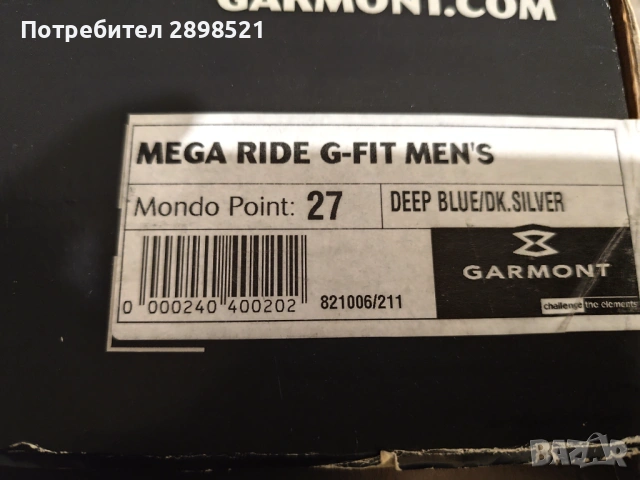 GARMONT.COM
Потребител 2898521
MEGA RIDE G-FIT MEN'S
Mondo Point: 27
DEEP BLUE/DK.SILVER
GARMONT
challenge the elements
0 000240 400202
821006/211
BAZAR